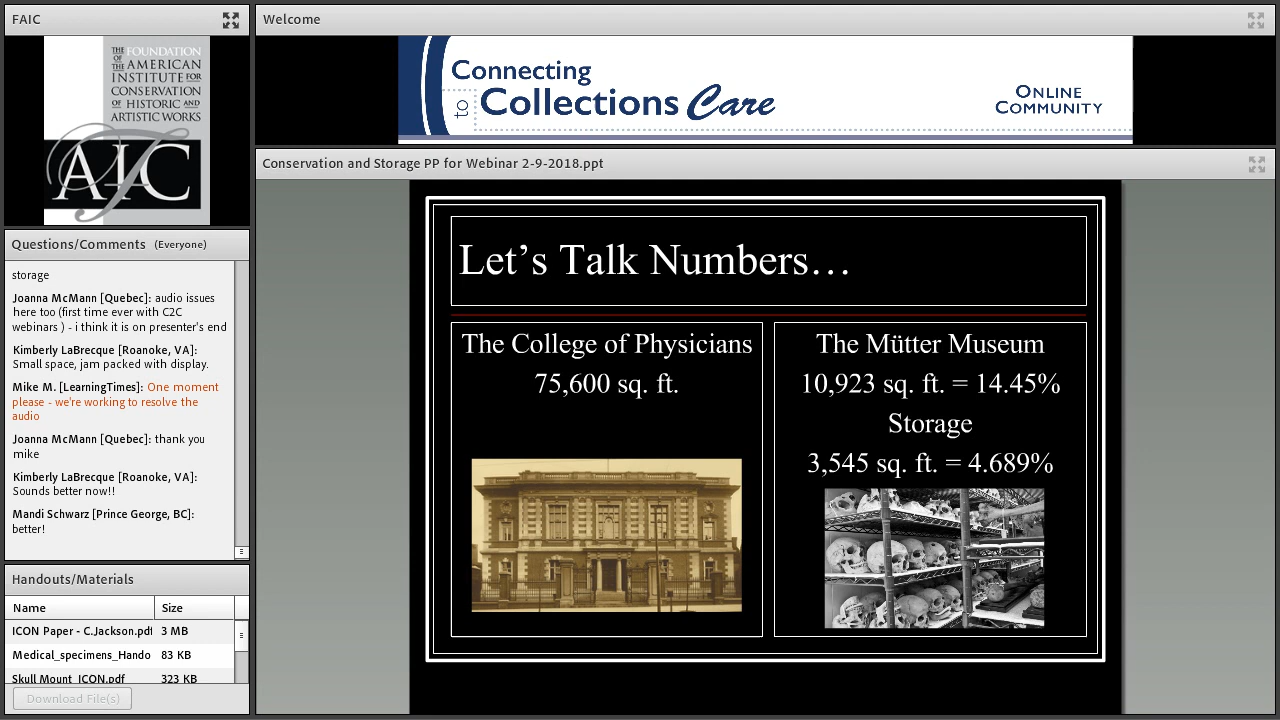 FAIC
THE FOUNDATION
OF THE AMERICAN
INSTITUTE FOR
CONSERVATION
OF HISTORIC AND
ARTISTIC WORKS
AIC
f
Questions/Comments (Everyone)
storage
Joanna McMann [Quebec]: audio issues
here too (first time ever with C2C
webinars ) - i think it is on presenter's end
Kimberly LaBrecque [Roanoke, VA]:
Small space, jam packed with display.
Mike M. [LearningTimes]: One moment
please - we're working to resolve the
audio
Joanna McMann [Quebec]: thank you
mike
Kimberly LaBrecque [Roanoke, VA]:
Sounds better now!!
Mandi Schwarz [Prince George, BC]:
better!
Handouts/Materials
Name Size
ICON Paper - C.Jackson.pdf 3 MB
Medical_specimens_Hando 83 KB
Skull Mount_ICON.pdf 323 KB
Download File(s)
Welcome
Connecting
to Collections Care
ONLINE
COMMUNITY
Conservation and Storage PP for Webinar 2-9-2018.ppt
Let’s Talk Numbers…
The College of Physicians
75,600 sq. ft.
The Mütter Museum
10,923 sq. ft. = 14.45%
Storage
3,545 sq. ft. = 4.689%